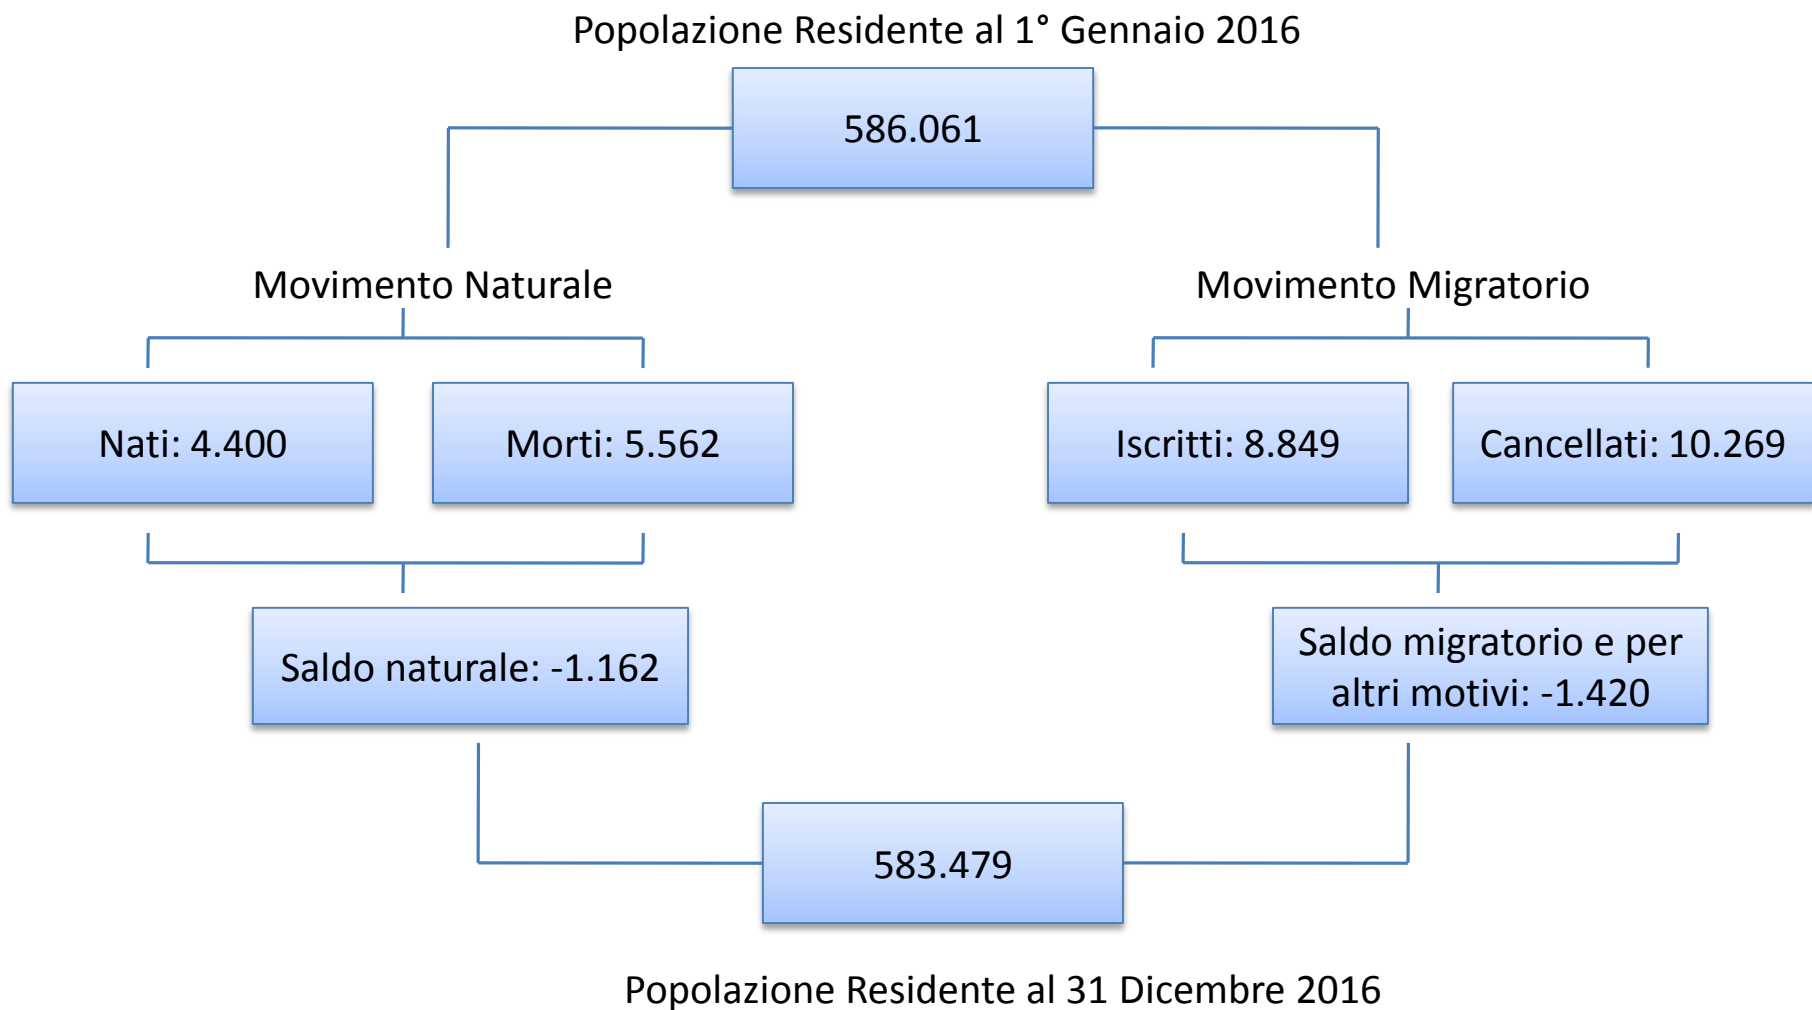 Popolazione Residente al 1° Gennaio 2016
586.061
Movimento Naturale
Movimento Migratorio
Nati: 4.400
Morti: 5.562
Iscritti: 8.849
Cancellati: 10.269
Saldo naturale: -1.162
Saldo migratorio e per
altri motivi: -1.420
583.479
Popolazione Residente al 31 Dicembre 2016